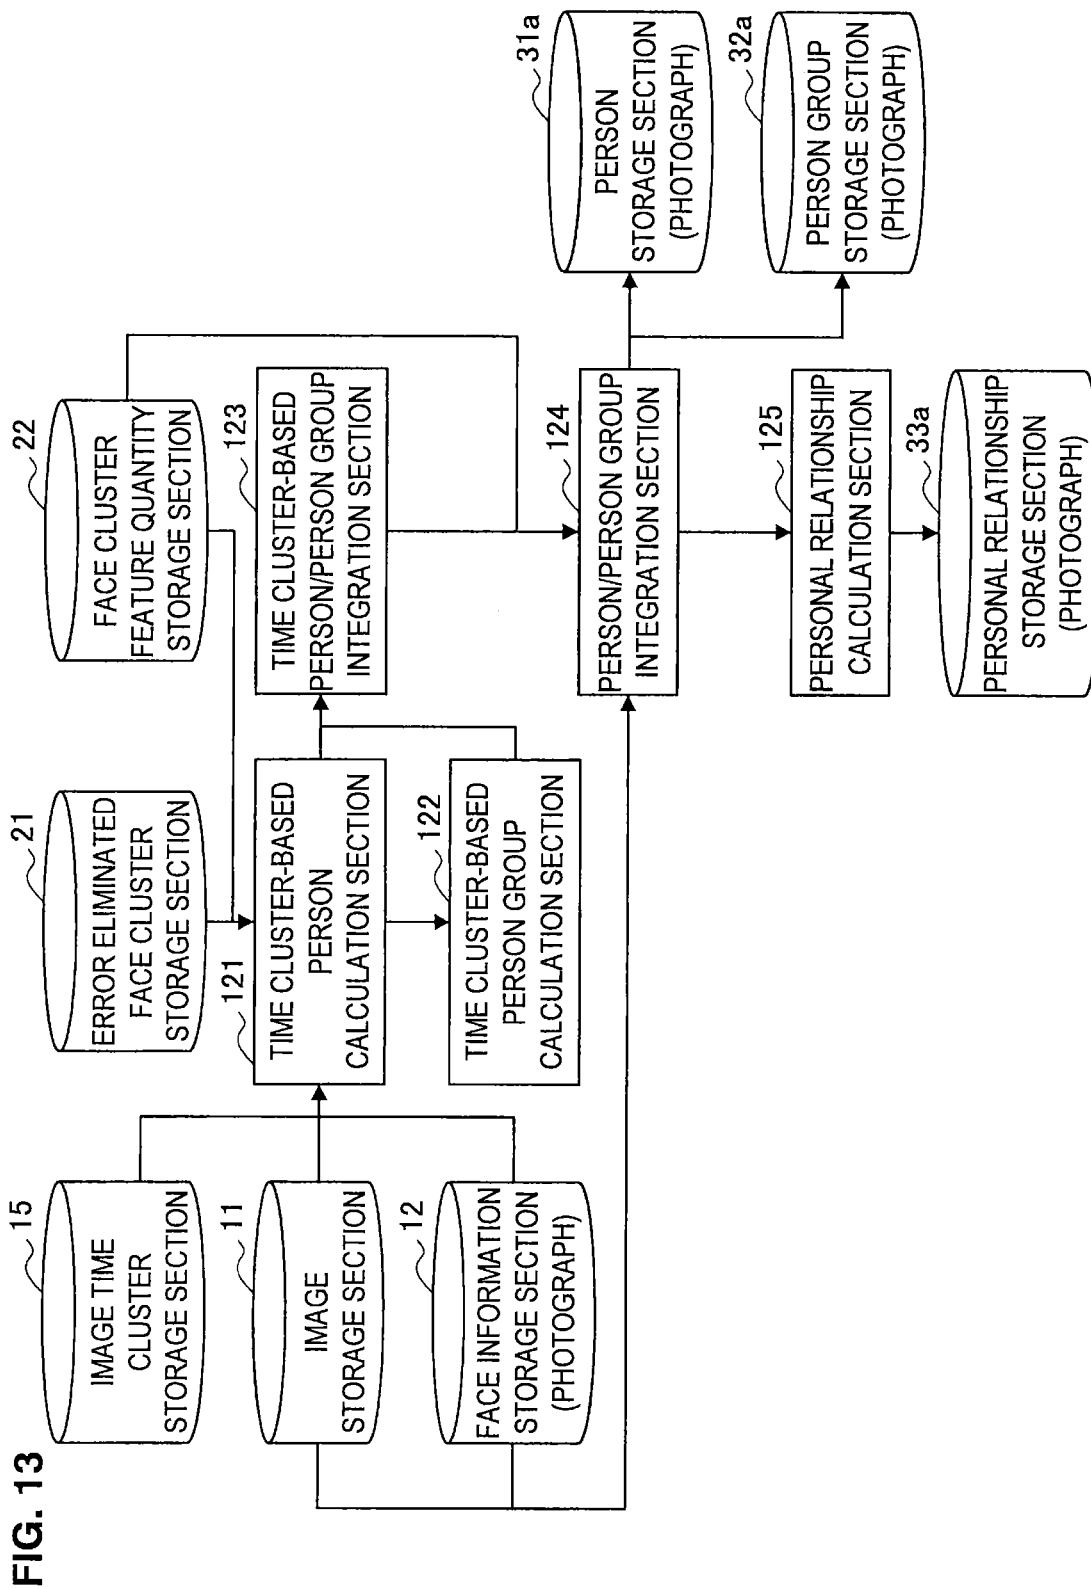 FIG. 13
15
IMAGE TIME
CLUSTER
STORAGE SECTION
11
IMAGE
STORAGE SECTION
12
FACE INFORMATION
STORAGE SECTION
(PHOTOGRAPH)
21
ERROR ELIMINATED
FACE CLUSTER
STORAGE SECTION
121
TIME CLUSTER-BASED
PERSON
CALCULATION SECTION
122
TIME CLUSTER-BASED
PERSON GROUP
CALCULATION SECTION
22
FACE CLUSTER
FEATURE QUANTITY
STORAGE SECTION
123
TIME CLUSTER-BASED
PERSON/PERSON GROUP
INTEGRATION SECTION
124
PERSON/PERSON GROUP
INTEGRATION SECTION
125
PERSONAL RELATIONSHIP
CALCULATION SECTION
33a
PERSONAL RELATIONSHIP
STORAGE SECTION
(PHOTOGRAPH)
31a
PERSON
STORAGE SECTION
(PHOTOGRAPH)
32a
PERSON GROUP
STORAGE SECTION
(PHOTOGRAPH)